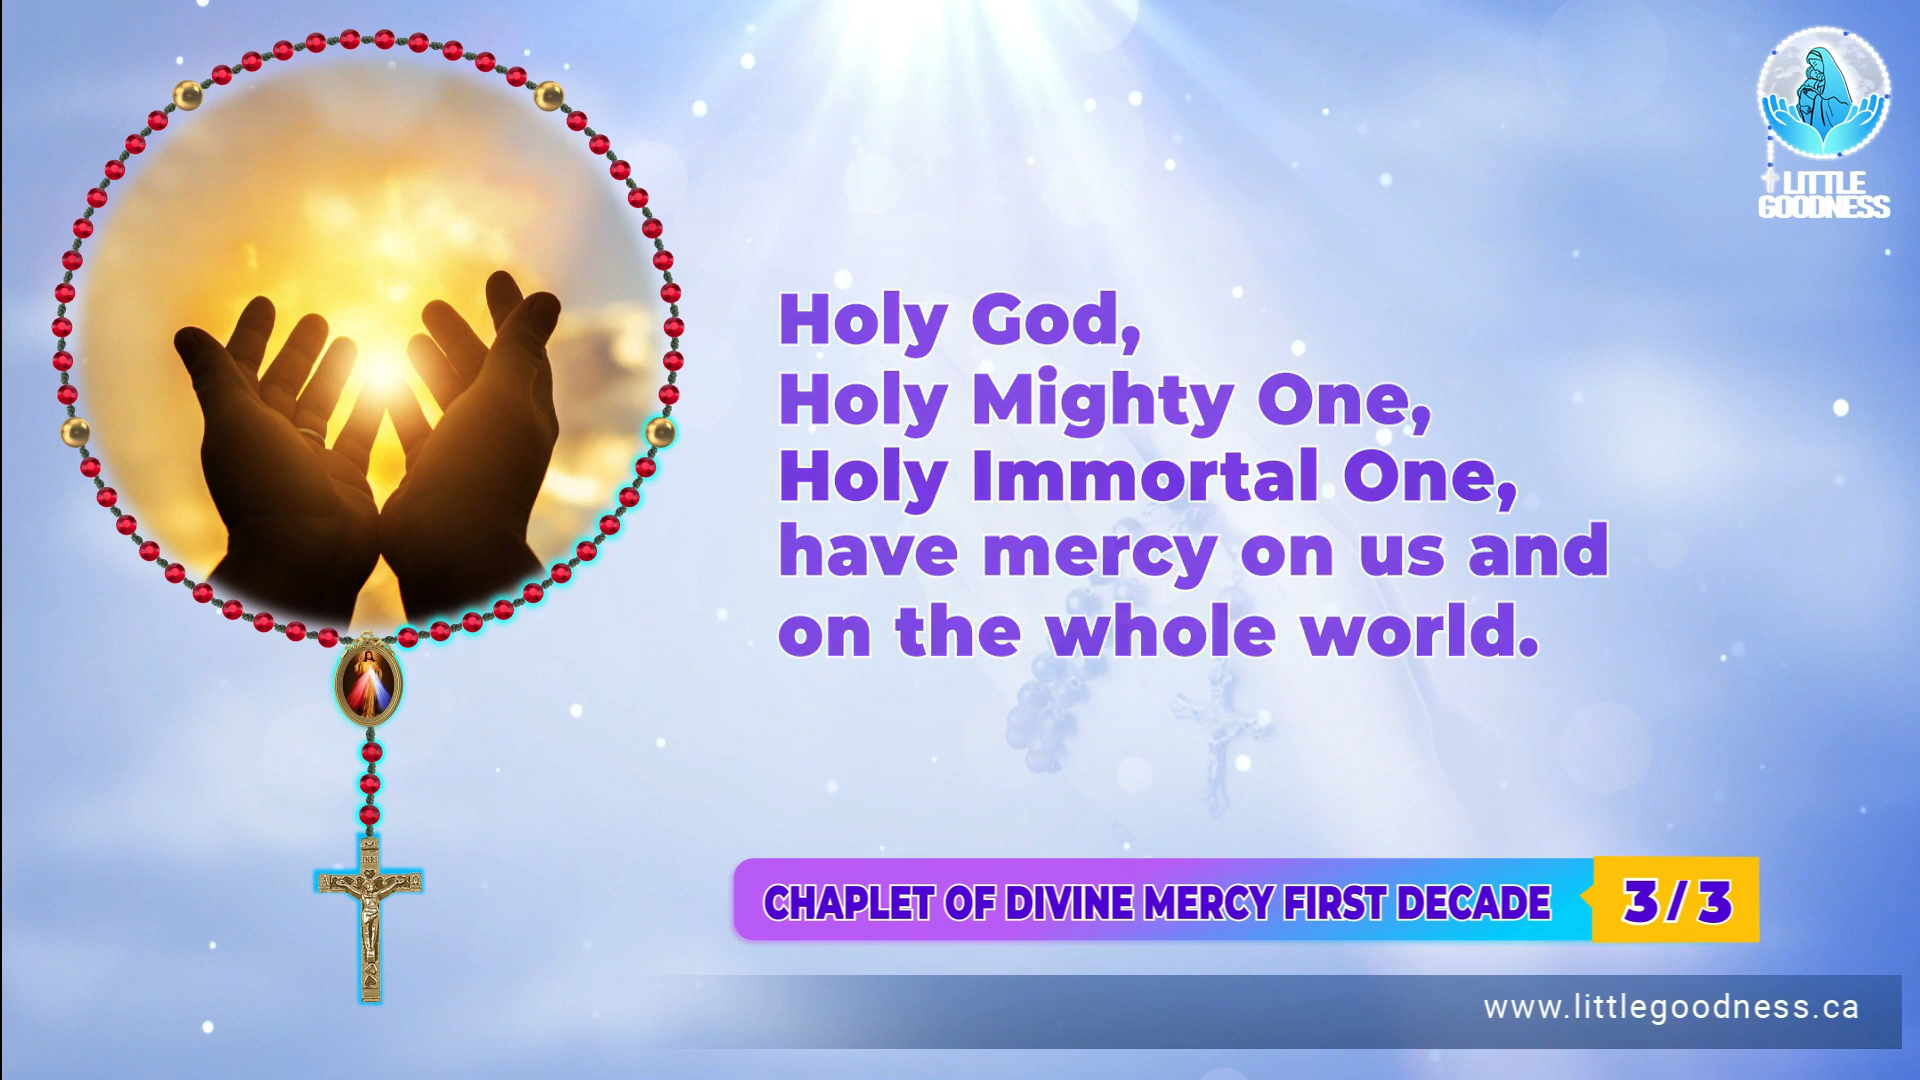 LITTLE
GOODNESS
Holy God,
Holy Mighty One,
Holy Immortal One,
have mercy on us and
on the whole world.
INRI
CHAPLET OF DIVINE MERCY FIRST DECADE
3/3
www.littlegoodness.ca